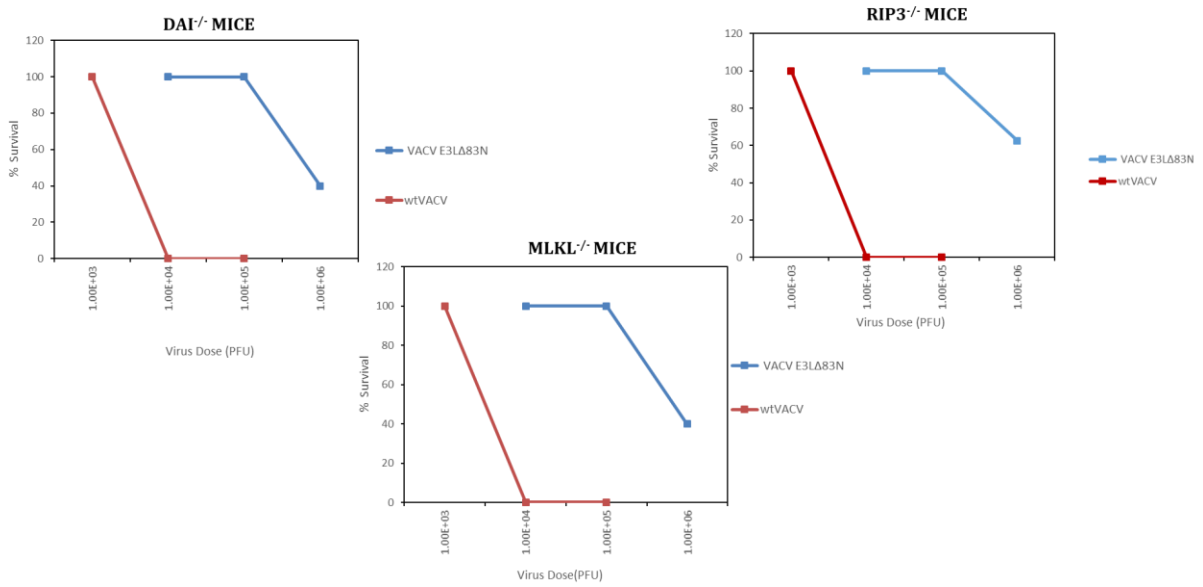 DAI-/- MICE
120
100
80
60
40
20
0
% Survival
1.00E+03
1.00E+04
1.00E+05
1.00E+06
Virus Dose (PFU)
VACV E3LΔ83N
wtVACV
RIP3-/- MICE
120
100
80
60
40
20
0
% Survival
1.00E+03
1.00E+04
1.00E+05
1.00E+06
Virus Dose (PFU)
VACV E3LΔ83N
wtVACV
MLKL-/- MICE
120
100
80
60
40
20
0
% Survival
1.00E+03
1.00E+04
1.00E+05
1.00E+06
Virus Dose(PFU)
VACV E3LΔ83N
wtVACV